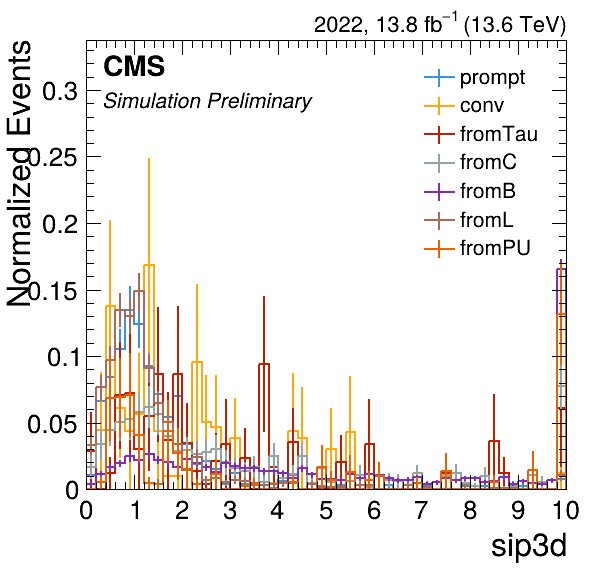 2022, 13.8 fb⁻¹ (13.6 TeV)
CMS
Simulation Preliminary
prompt
conv
fromTau
fromC
fromB
fromL
fromPU
Normalized Events
0.3
0.25
0.2
0.15
0.1
0.05
0
0 1 2 3 4 5 6 7 8 9 10
sip3d